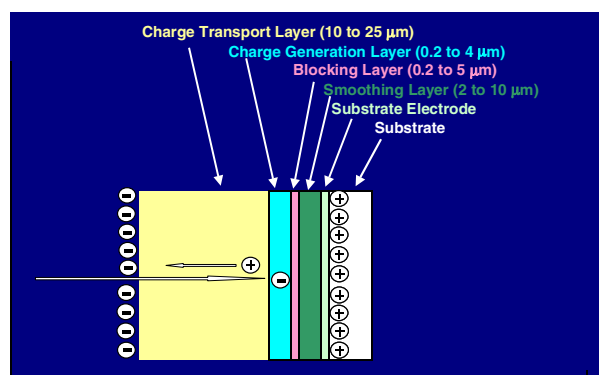 Charge Transport Layer (10 to 25 μm)
Charge Generation Layer (0.2 to 4 μm)
Blocking Layer (0.2 to 5 μm)
Smoothing Layer (2 to 10 μm)
Substrate Electrode
Substrate